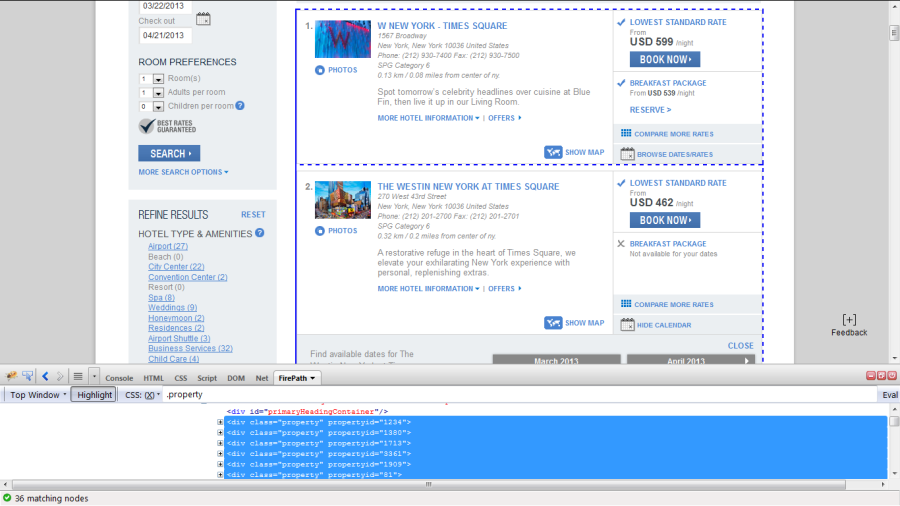 03/22/2013
Check out
04/21/2013
ROOM PREFERENCES
1 Room(s)
1 Adults per room
0 Children per room ?
BEST RATES
GUARANTEED
SEARCH
MORE SEARCH OPTIONS
REFINE RESULTS RESET
HOTEL TYPE & AMENITIES ?
Airport (27)
Beach (0)
City Center (22)
Convention Center (2)
Resort (0)
Spa (8)
Weddings (9)
Honeymoon (2)
Residences (2)
Airport Shuttle (3)
Business Services (32)
Child Care (4)
1. W NEW YORK - TIMES SQUARE
1567 Broadway
New York, New York 10036 United States
Phone: (212) 930-7400 Fax: (212) 930-7500
SPG Category 6
0.13 km / 0.08 miles from center of ny.
PHOTOS
Spot tomorrow's celebrity headlines over cuisine at Blue
Fin, then live it up in our Living Room.
MORE HOTEL INFORMATION | OFFERS
SHOW MAP
LOWEST STANDARD RATE
From
USD 599 /night
BOOK NOW
BREAKFAST PACKAGE
From USD 539 /night
RESERVE >
COMPARE MORE RATES
BROWSE DATES/RATES
2. THE WESTIN NEW YORK AT TIMES SQUARE
270 West 43rd Street
New York, New York 10036 United States
Phone: (212) 201-2700 Fax: (212) 201-2701
SPG Category 6
0.32 km / 0.2 miles from center of ny.
PHOTOS
A restorative refuge in the heart of Times Square, we
elevate your exhilarating New York experience with
personal, replenishing extras.
MORE HOTEL INFORMATION | OFFERS
SHOW MAP
LOWEST STANDARD RATE
From
USD 462 /night
BOOK NOW
BREAKFAST PACKAGE
Not available for your dates
COMPARE MORE RATES
HIDE CALENDAR
CLOSE
Find available dates for The
March 2013 April 2013
[+]
Feedback
Console HTML CSS Script DOM Net FirePath
Top Window Highlight CSS: (X) .property Eval
<div id="primaryHeadingContainer"/>
<div class="property" propertyid="1234">
<div class="property" propertyid="1380">
<div class="property" propertyid="1713">
<div class="property" propertyid="3361">
<div class="property" propertyid="1909">
<div class="property" propertyid="81">
36 matching nodes